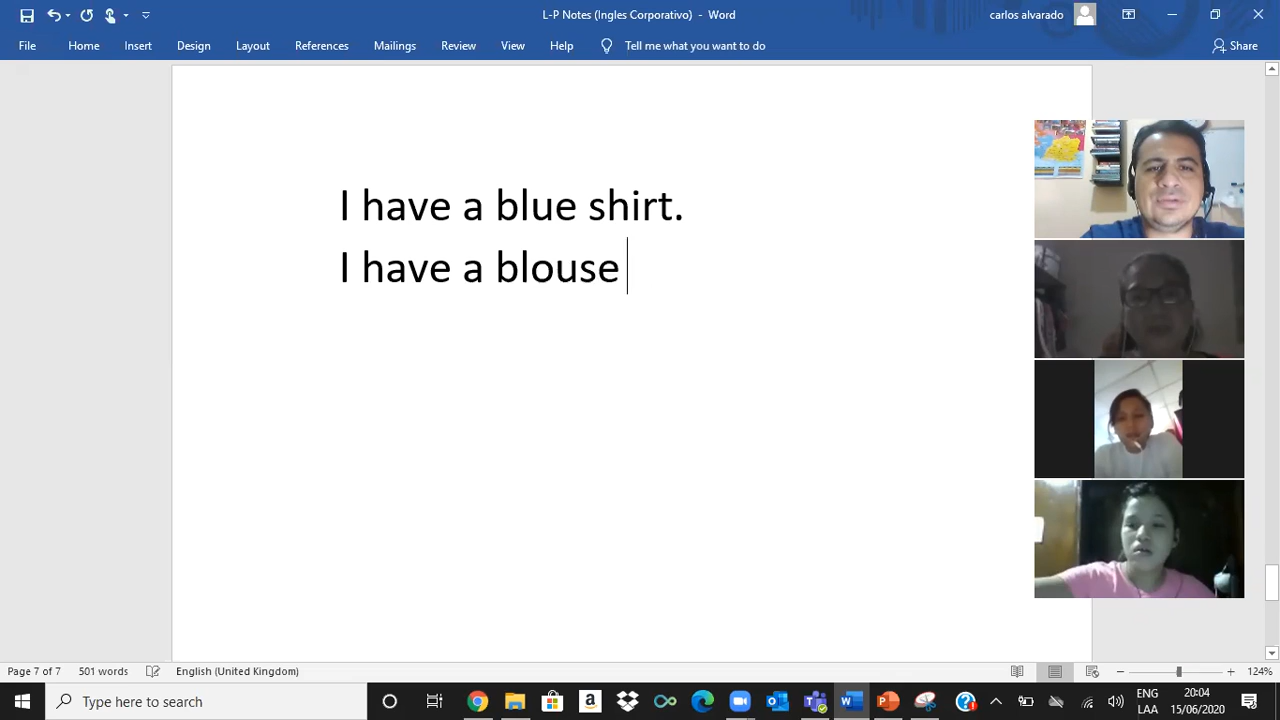 L-P Notes (Ingles Corporativo) - Word
carlos alvarado
File Home Insert Design Layout References Mailings Review View Help Tell me what you want to do Share
I have a blue shirt.
I have a blouse
Page 7 of 7 501 words English (United Kingdom) 124%
Type here to search
ENG 20:04
LAA 15/06/2020